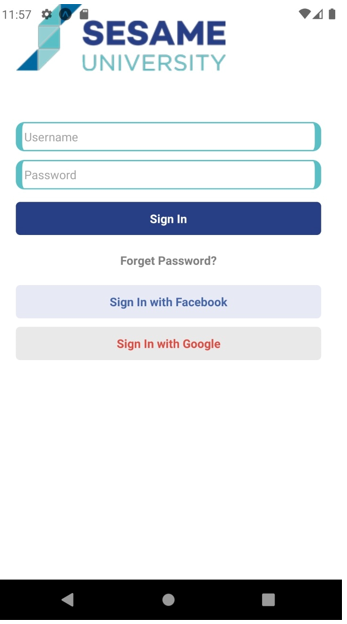 11:57
SESAME
UNIVERSITY
Username
Password
Sign In
Forget Password?
Sign In with Facebook
Sign In with Google